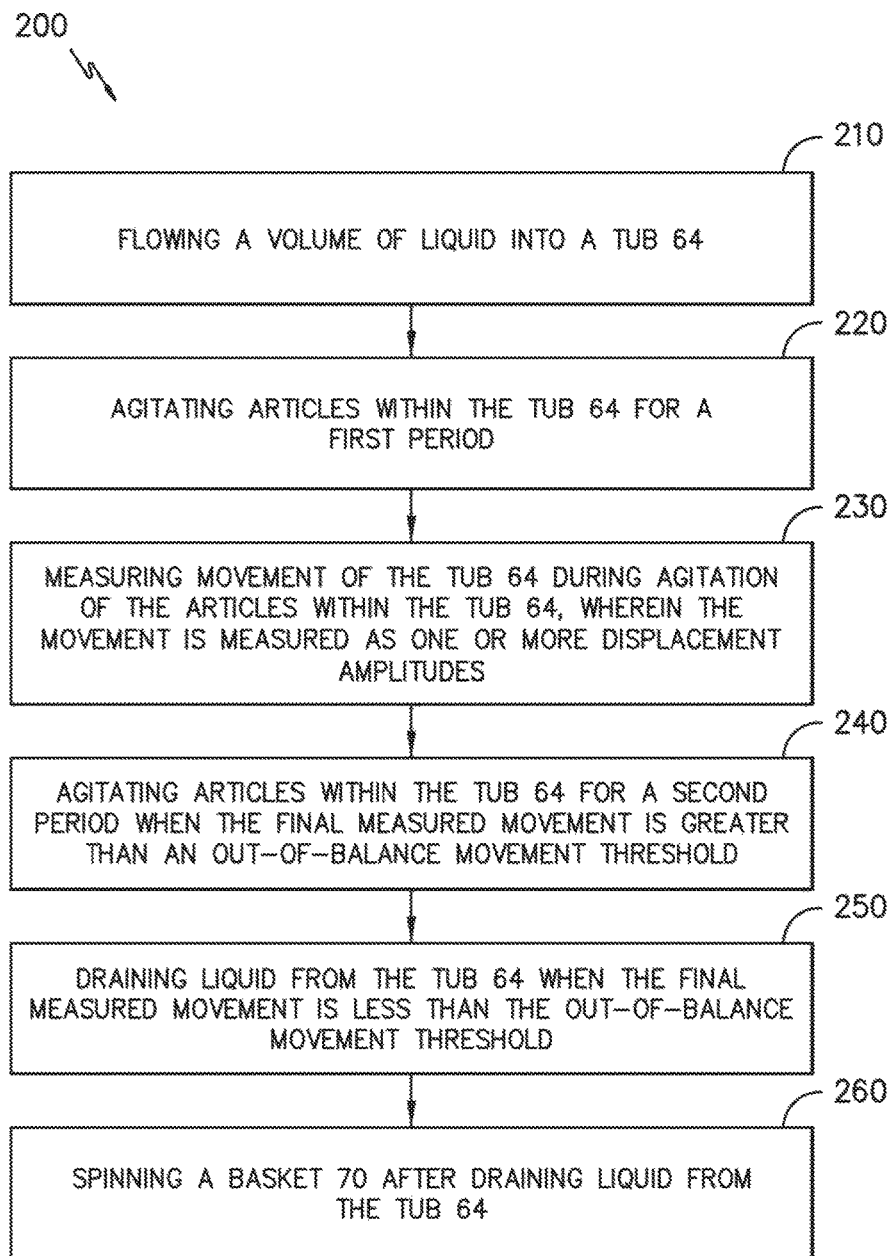 200
210
FLOWING A VOLUME OF LIQUID INTO A TUB 64
220
AGITATING ARTICLES WITHIN THE TUB 64 FOR A
FIRST PERIOD
230
MEASURING MOVEMENT OF THE TUB 64 DURING AGITATION
OF THE ARTICLES WITHIN THE TUB 64, WHEREIN THE
MOVEMENT IS MEASURED AS ONE OR MORE DISPLACEMENT
AMPLITUDES
240
AGITATING ARTICLES WITHIN THE TUB 64 FOR A SECOND
PERIOD WHEN THE FINAL MEASURED MOVEMENT IS GREATER
THAN AN OUT-OF-BALANCE MOVEMENT THRESHOLD
250
DRAINING LIQUID FROM THE TUB 64 WHEN THE FINAL
MEASURED MOVEMENT IS LESS THAN THE OUT-OF-BALANCE
MOVEMENT THRESHOLD
260
SPINNING A BASKET 70 AFTER DRAINING LIQUID FROM
THE TUB 64